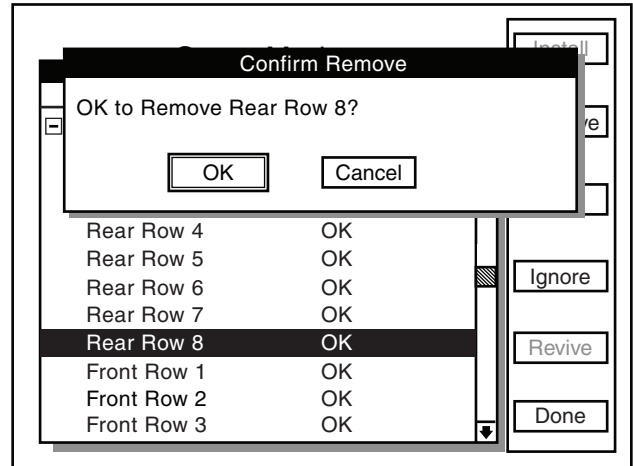 Confirm Remove
OK to Remove Rear Row 8?
OK Cancel
Rear Row 4 OK
Rear Row 5 OK
Rear Row 6 OK
Rear Row 7 OK
Rear Row 8 OK
Front Row 1 OK
Front Row 2 OK
Front Row 3 OK
Install
Ignore
Revive
Done